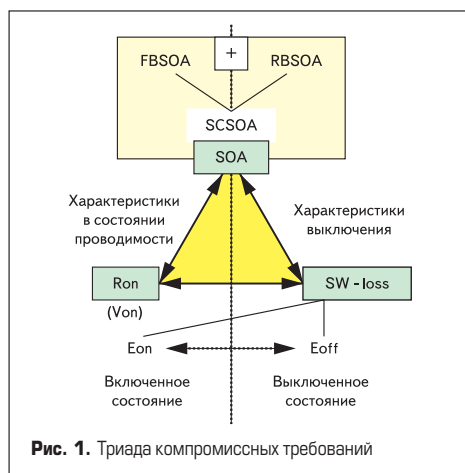 +
FBSOA RBSOA
SCSOA
SOA
Характеристики
в состоянии
проводимости
Характеристики
выключения
Ron
(Von)
SW - loss
Eon Eoff
Включенное
состояние
Выключенное
состояние
Рис. 1. Триада компромиссных требований